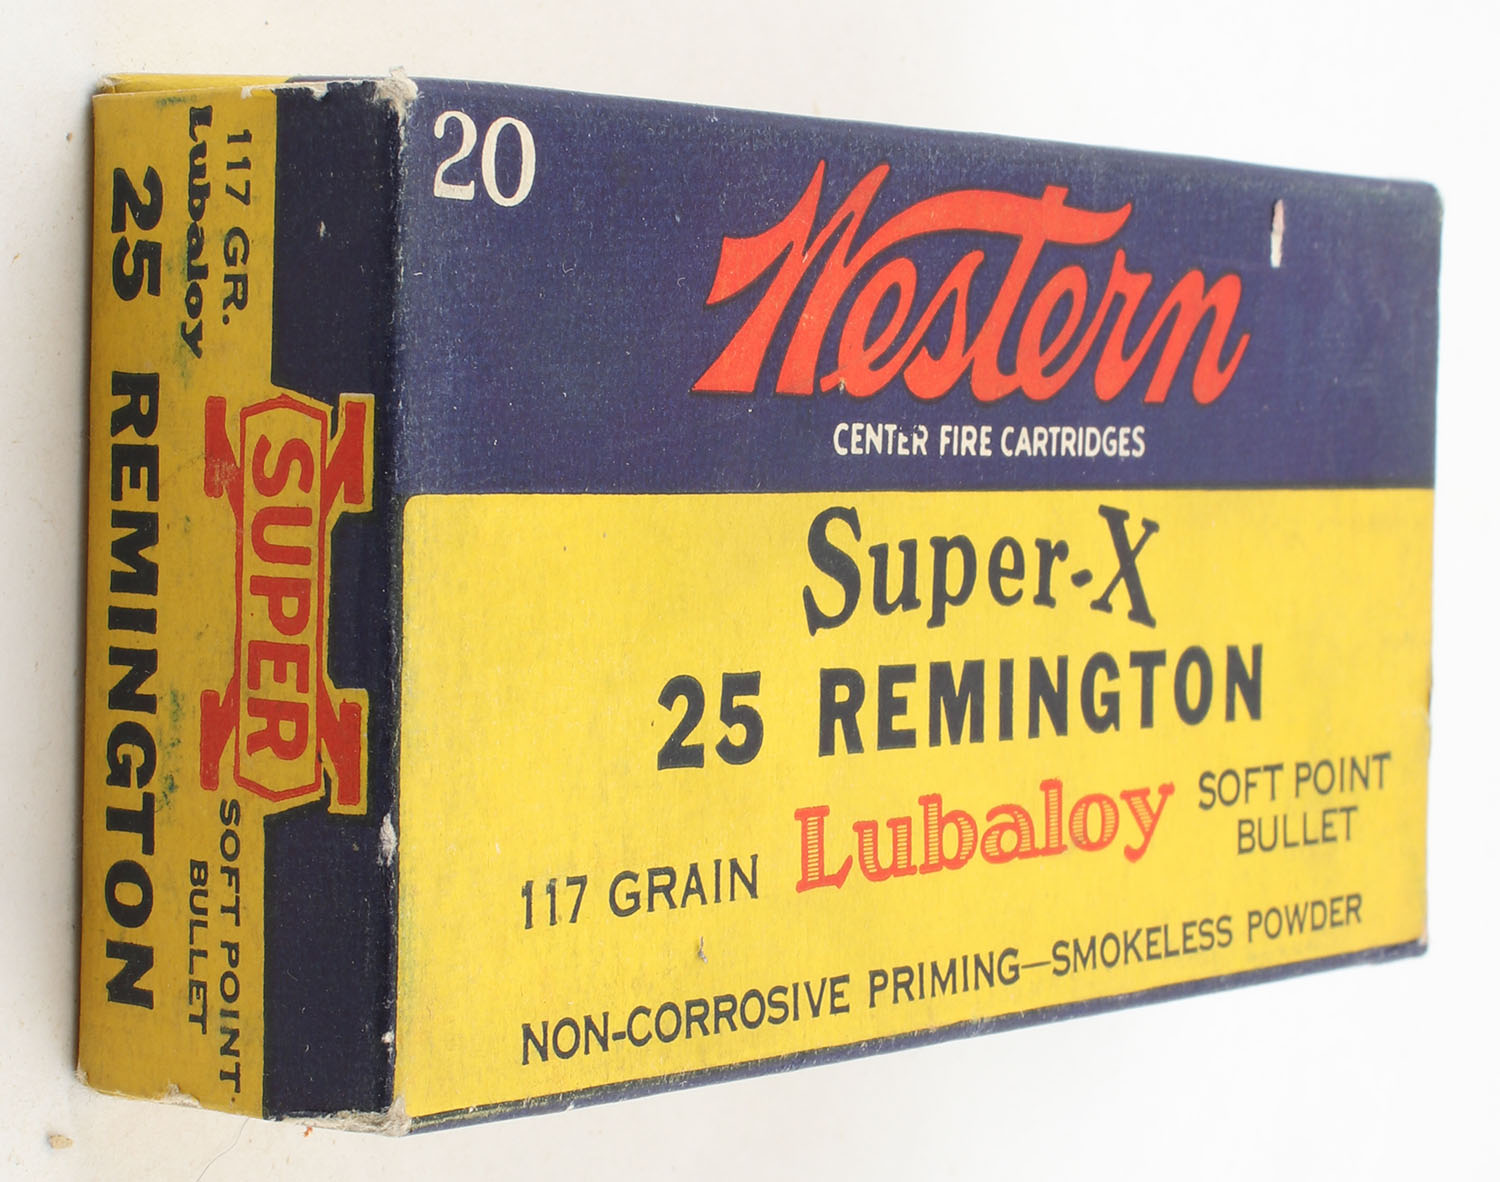 20
Western
CENTER FIRE CARTRIDGES
Super-X
25 REMINGTON
117 GRAIN Lubaloy SOFT POINT
BULLET
NON-CORROSIVE PRIMING—SMOKELESS POWDER
117 GR.
Lubaloy
SUPER
X
SOFT POINT
BULLET
25 REMINGTON